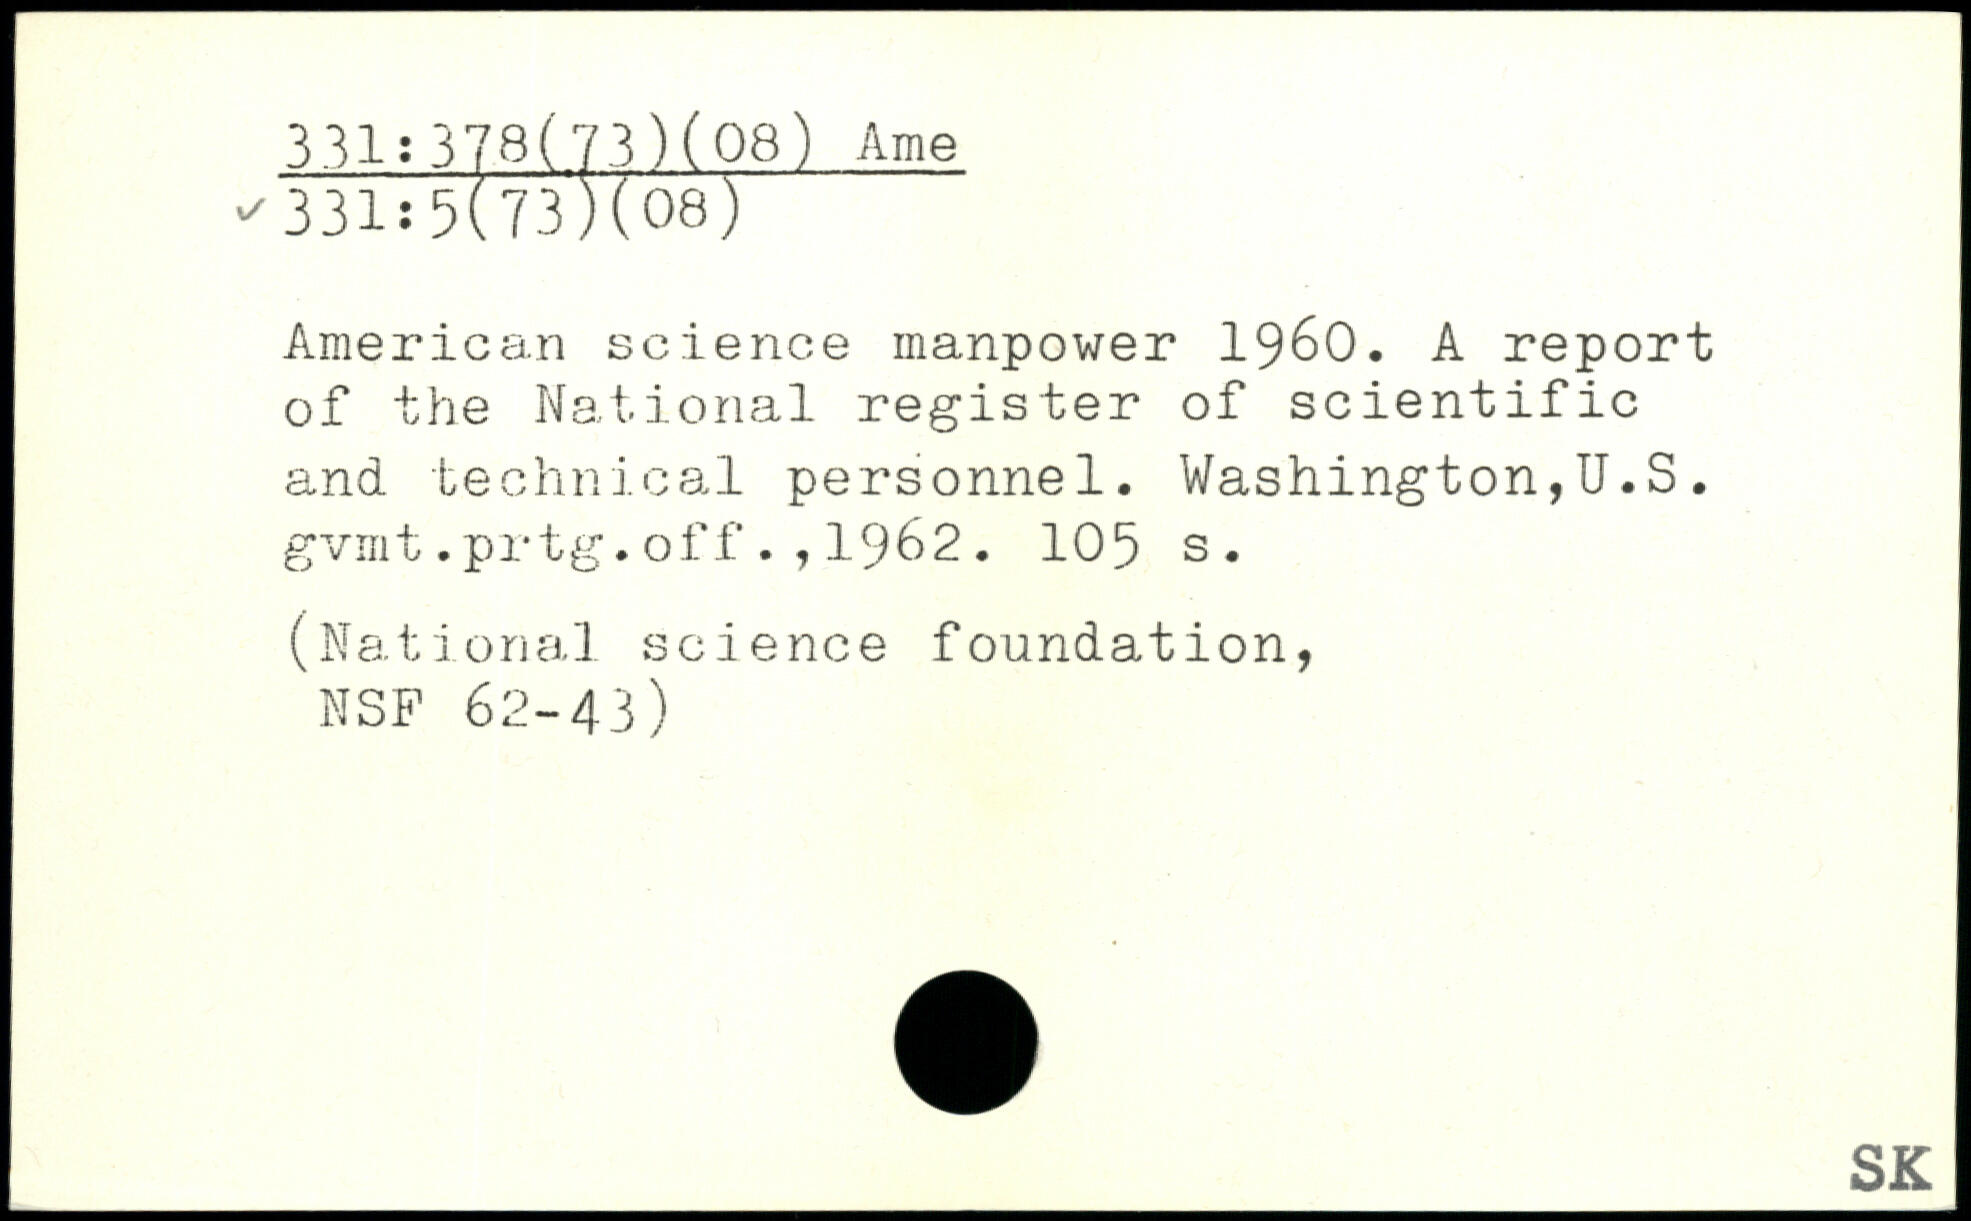 331:378(73)(08) Ame
✓ 331:5(73)(08)
American science manpower 1960. A report
of the National register of scientific
and technical personnel. Washington,U.S.
gvmt.prtg.off.,1962. 105 s.
(National science foundation,
NSF 62-43)
SK